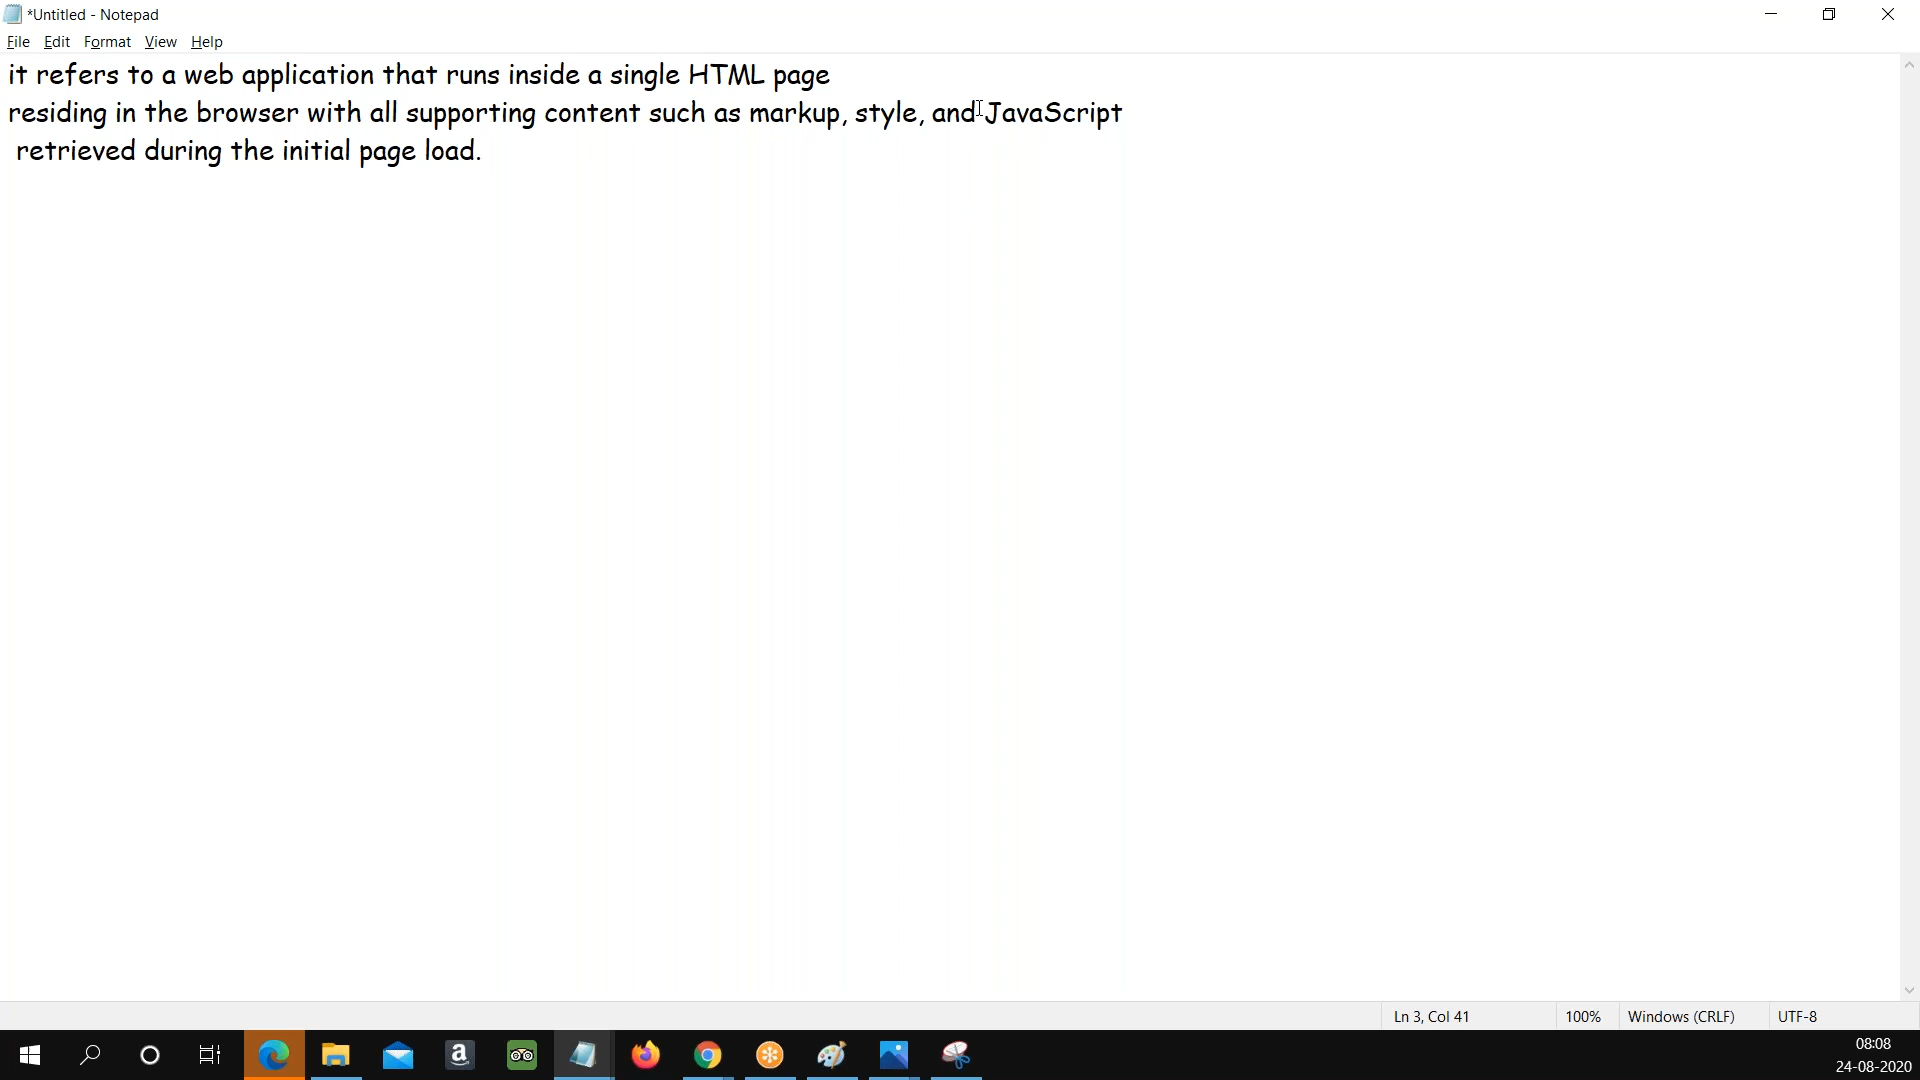 *Untitled - Notepad
File Edit Format View Help
it refers to a web application that runs inside a single HTML page
residing in the browser with all supporting content such as markup, style, and JavaScript
retrieved during the initial page load.
Ln 3, Col 41 100% Windows (CRLF) UTF-8
a
08:08
24-08-2020